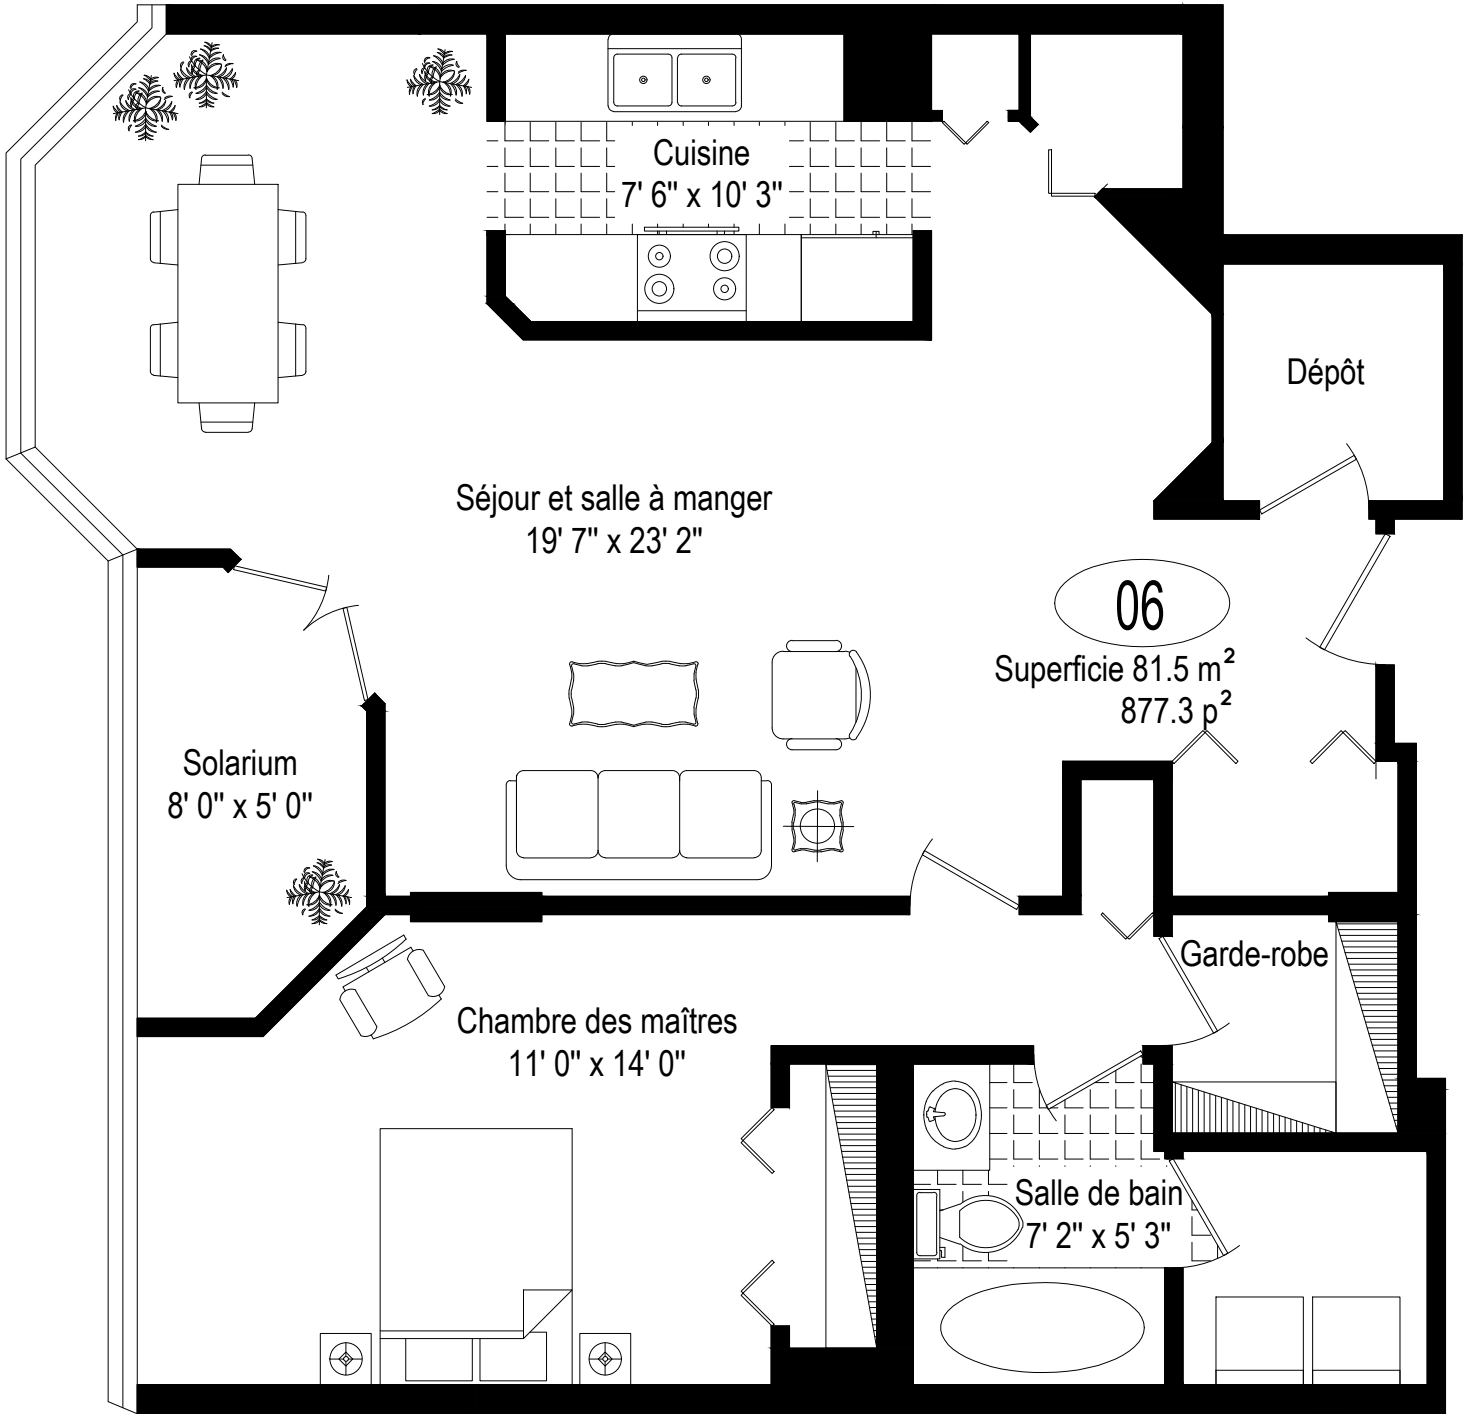 Cuisine
7' 6" x 10' 3"
Dépôt
Séjour et salle à manger
19' 7" x 23' 2"
06
Superficie 81.5 m²
877.3 p²
Solarium
8' 0" x 5' 0"
Garde-robe
Chambre des maîtres
11' 0" x 14' 0"
Salle de bain
7' 2" x 5' 3"